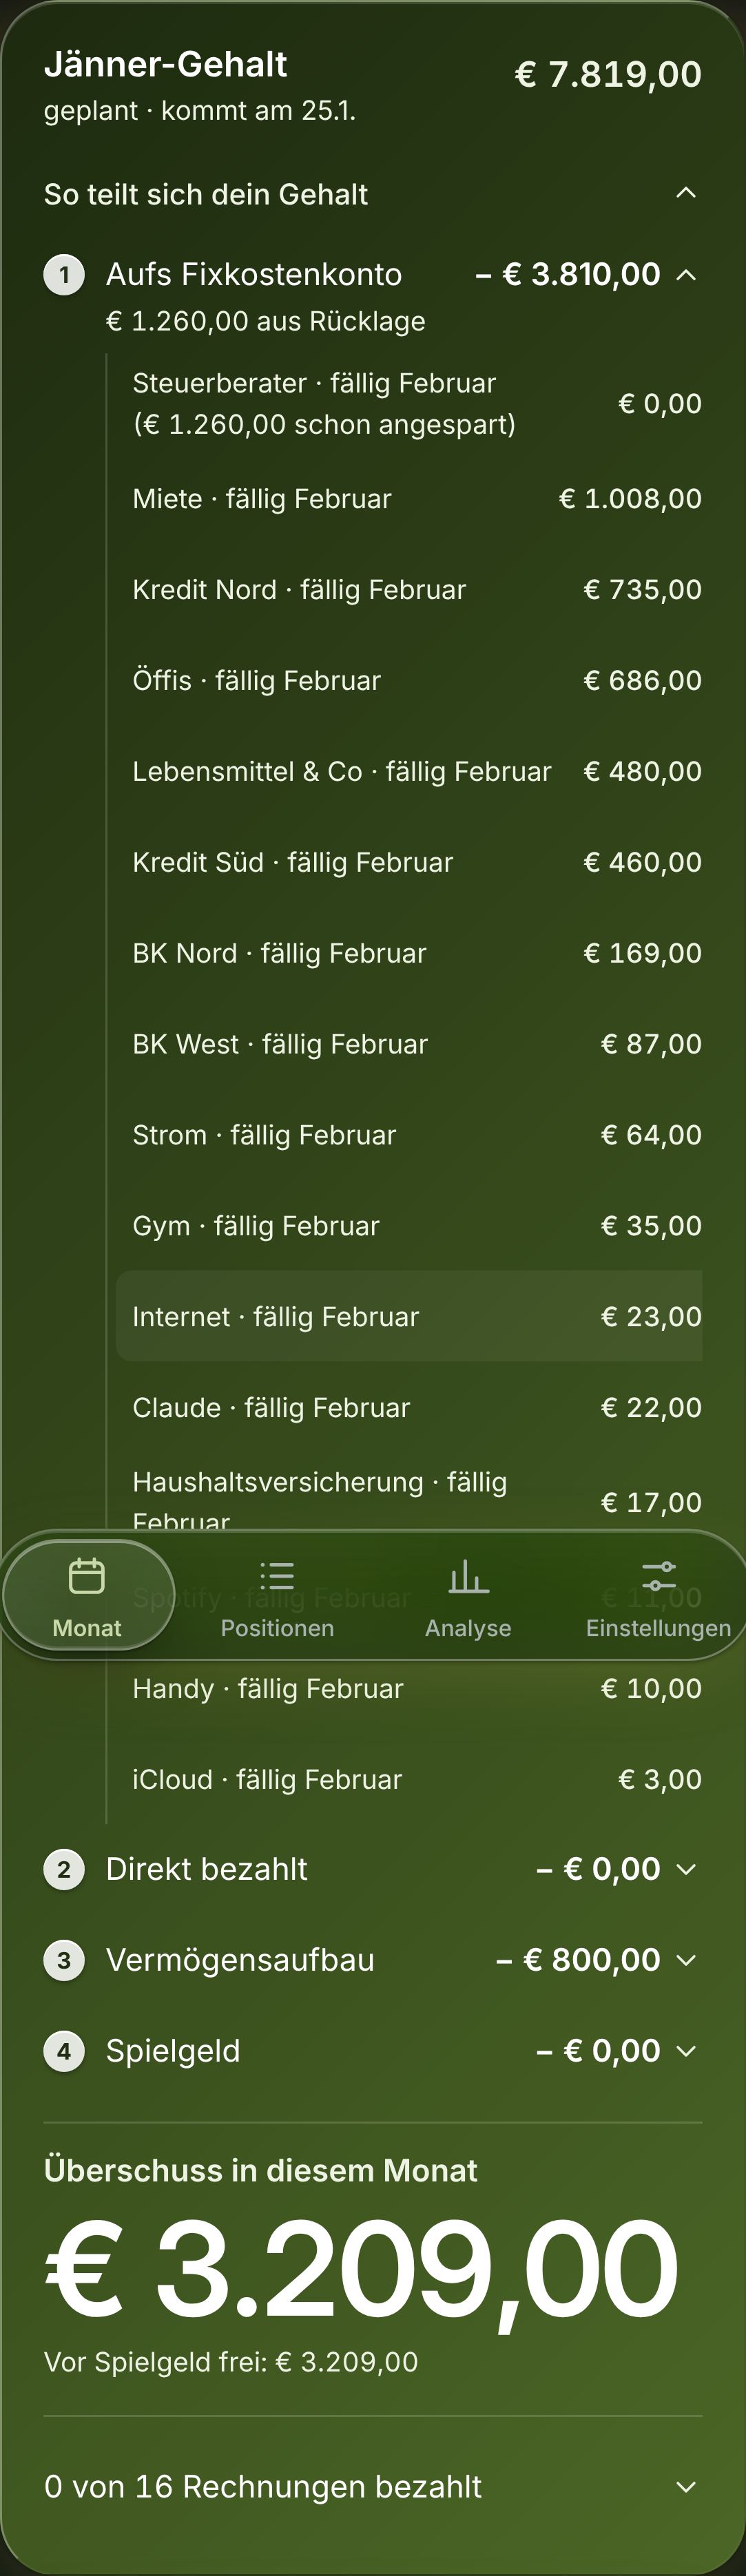 Jänner-Gehalt
€ 7.819,00
geplant · kommt am 25.1.
So teilt sich dein Gehalt
1 Aufs Fixkostenkonto – € 3.810,00
€ 1.260,00 aus Rücklage
Steuerberater · fällig Februar
(€ 1.260,00 schon angespart)
€ 0,00
Miete · fällig Februar € 1.008,00
Kredit Nord · fällig Februar € 735,00
Öffis · fällig Februar € 686,00
Lebensmittel & Co · fällig Februar € 480,00
Kredit Süd · fällig Februar € 460,00
BK Nord · fällig Februar € 169,00
BK West · fällig Februar € 87,00
Strom · fällig Februar € 64,00
Gym · fällig Februar € 35,00
Internet · fällig Februar € 23,00
Claude · fällig Februar € 22,00
Haushaltsversicherung · fällig
Februar
€ 17,00
Spotify · fällig Februar € 11,00
Monat Positionen Analyse Einstellungen
Handy · fällig Februar € 10,00
iCloud · fällig Februar € 3,00
2 Direkt bezahlt – € 0,00
3 Vermögensaufbau – € 800,00
4 Spielgeld – € 0,00
Überschuss in diesem Monat
€ 3.209,00
Vor Spielgeld frei: € 3.209,00
0 von 16 Rechnungen bezahlt